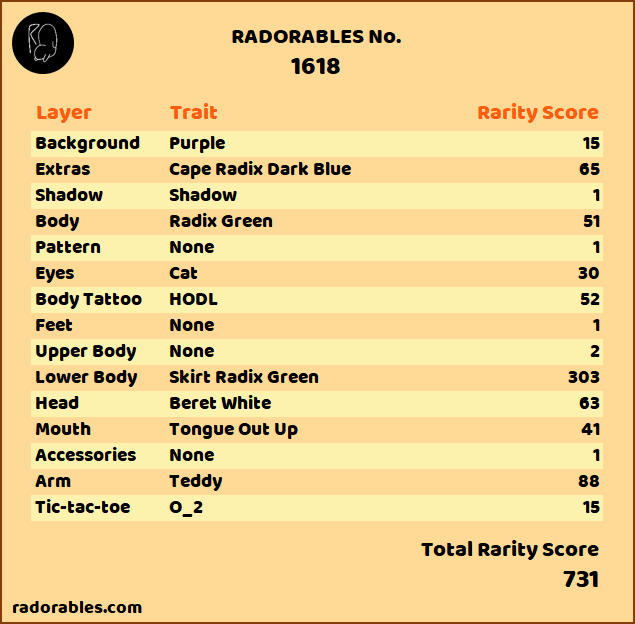 RADORABLES No.
1618
Layer Trait Rarity Score
Background Purple 15
Extras Cape Radix Dark Blue 65
Shadow Shadow 1
Body Radix Green 51
Pattern None 1
Eyes Cat 30
Body Tattoo HODL 52
Feet None 1
Upper Body None 2
Lower Body Skirt Radix Green 303
Head Beret White 63
Mouth Tongue Out Up 41
Accessories None 1
Arm Teddy 88
Tic-tac-toe O_2 15
Total Rarity Score
731
radorables.com